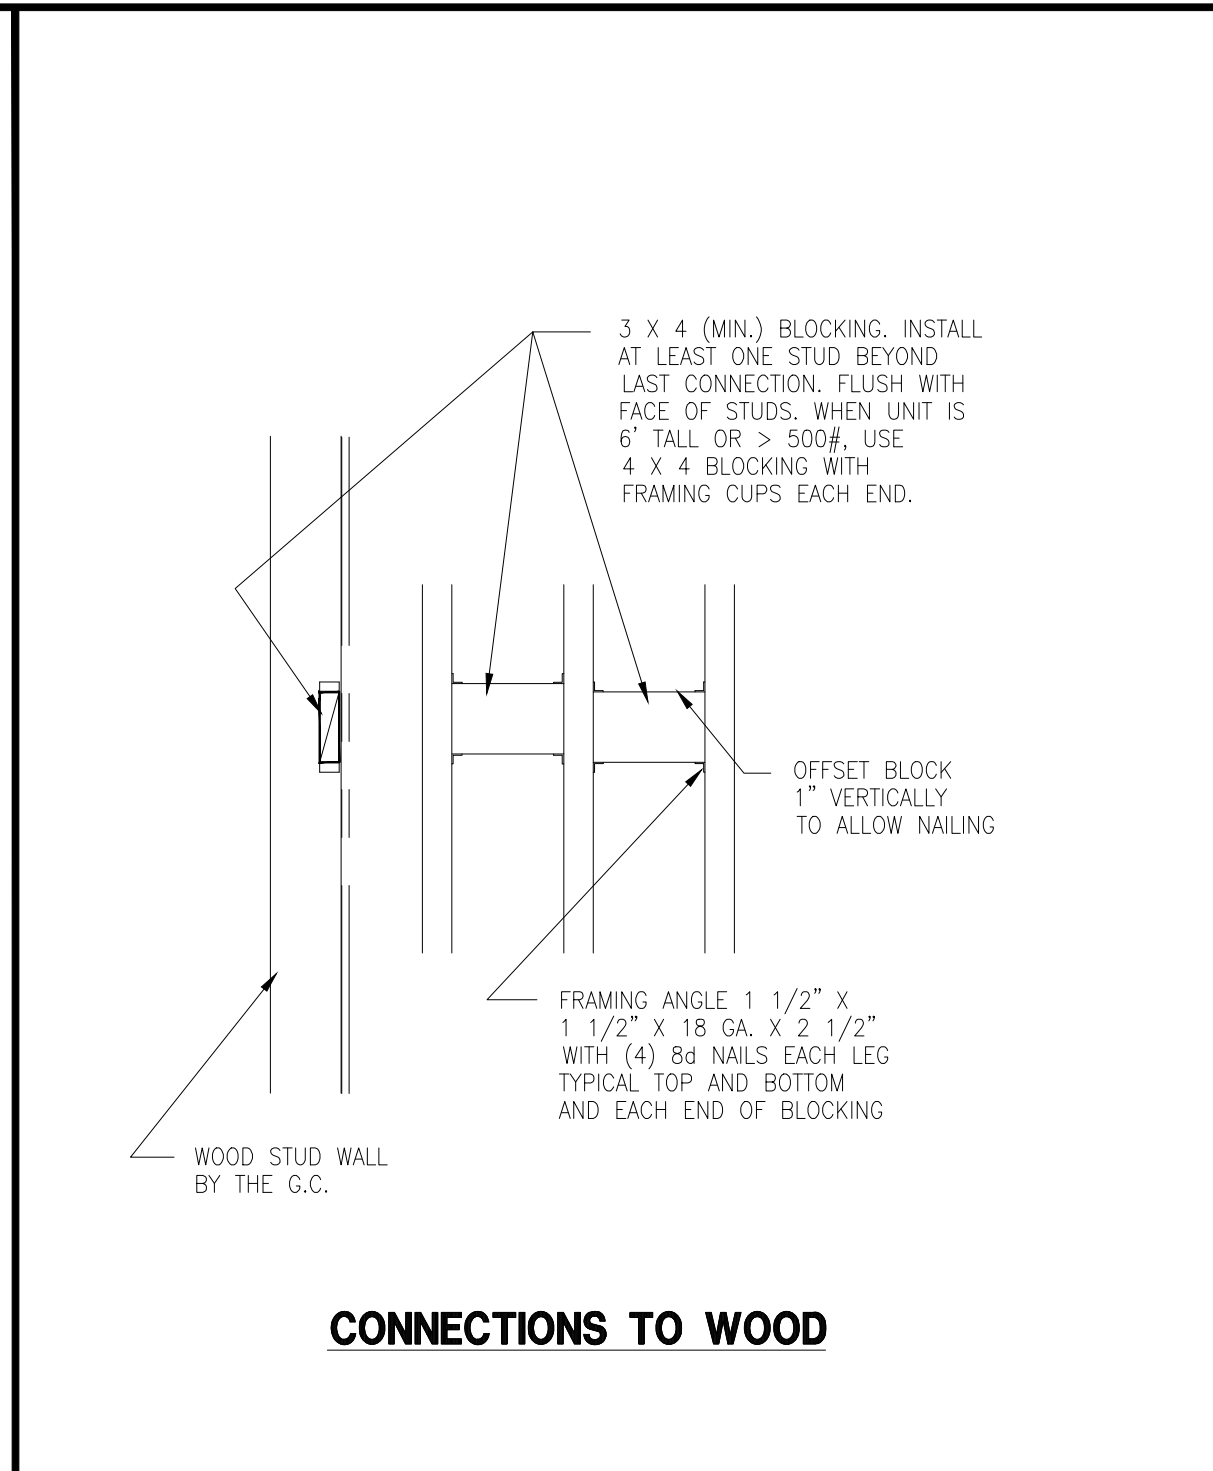 3 X 4 (MIN.) BLOCKING. INSTALL
AT LEAST ONE STUD BEYOND
LAST CONNECTION. FLUSH WITH
FACE OF STUDS. WHEN UNIT IS
6' TALL OR > 500#, USE
4 X 4 BLOCKING WITH
FRAMING CUPS EACH END.
OFFSET BLOCK
1" VERTICALLY
TO ALLOW NAILING
FRAMING ANGLE 1 1/2" X
1 1/2" X 18 GA. X 2 1/2"
WITH (4) 8d NAILS EACH LEG
TYPICAL TOP AND BOTTOM
AND EACH END OF BLOCKING
WOOD STUD WALL
BY THE G.C.
CONNECTIONS TO WOOD